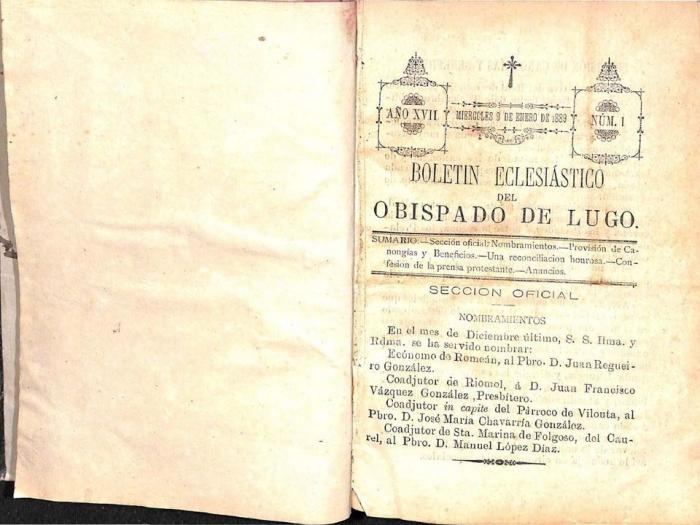 AÑO XVII
MIERCOLES 9 DE ENERO DE 1889
NÚM. 1
BOLETIN ECLESIÁSTICO
DEL
OBISPADO DE LUGO.
SUMARIO.—Sección oficial: Nombramientos.—Provisión de Ca-
nongías y Beneficios.—Una reconciliacion honrosa.—Con-
fesion de la prensa protestante.—Anuncios.
SECCION OFICIAL
NOMBRAMIENTOS
En el mes de Diciembre último, S. S. Ilma. y
Rdma. se ha servido nombrar:
Ecónomo de Romeán, al Pbro. D. Juan Reguei-
ro González.
Coadjutor de Riomol, á D. Juan Francisco
Vázquez González, Presbítero.
Coadjutor in capite del Párroco de Vilouta, al
Pbro. D. José María Chavarría González.
Coadjutor de Sta. Marina de Folgoso, del Cau-
rel, al Pbro. D. Manuel López Díaz.